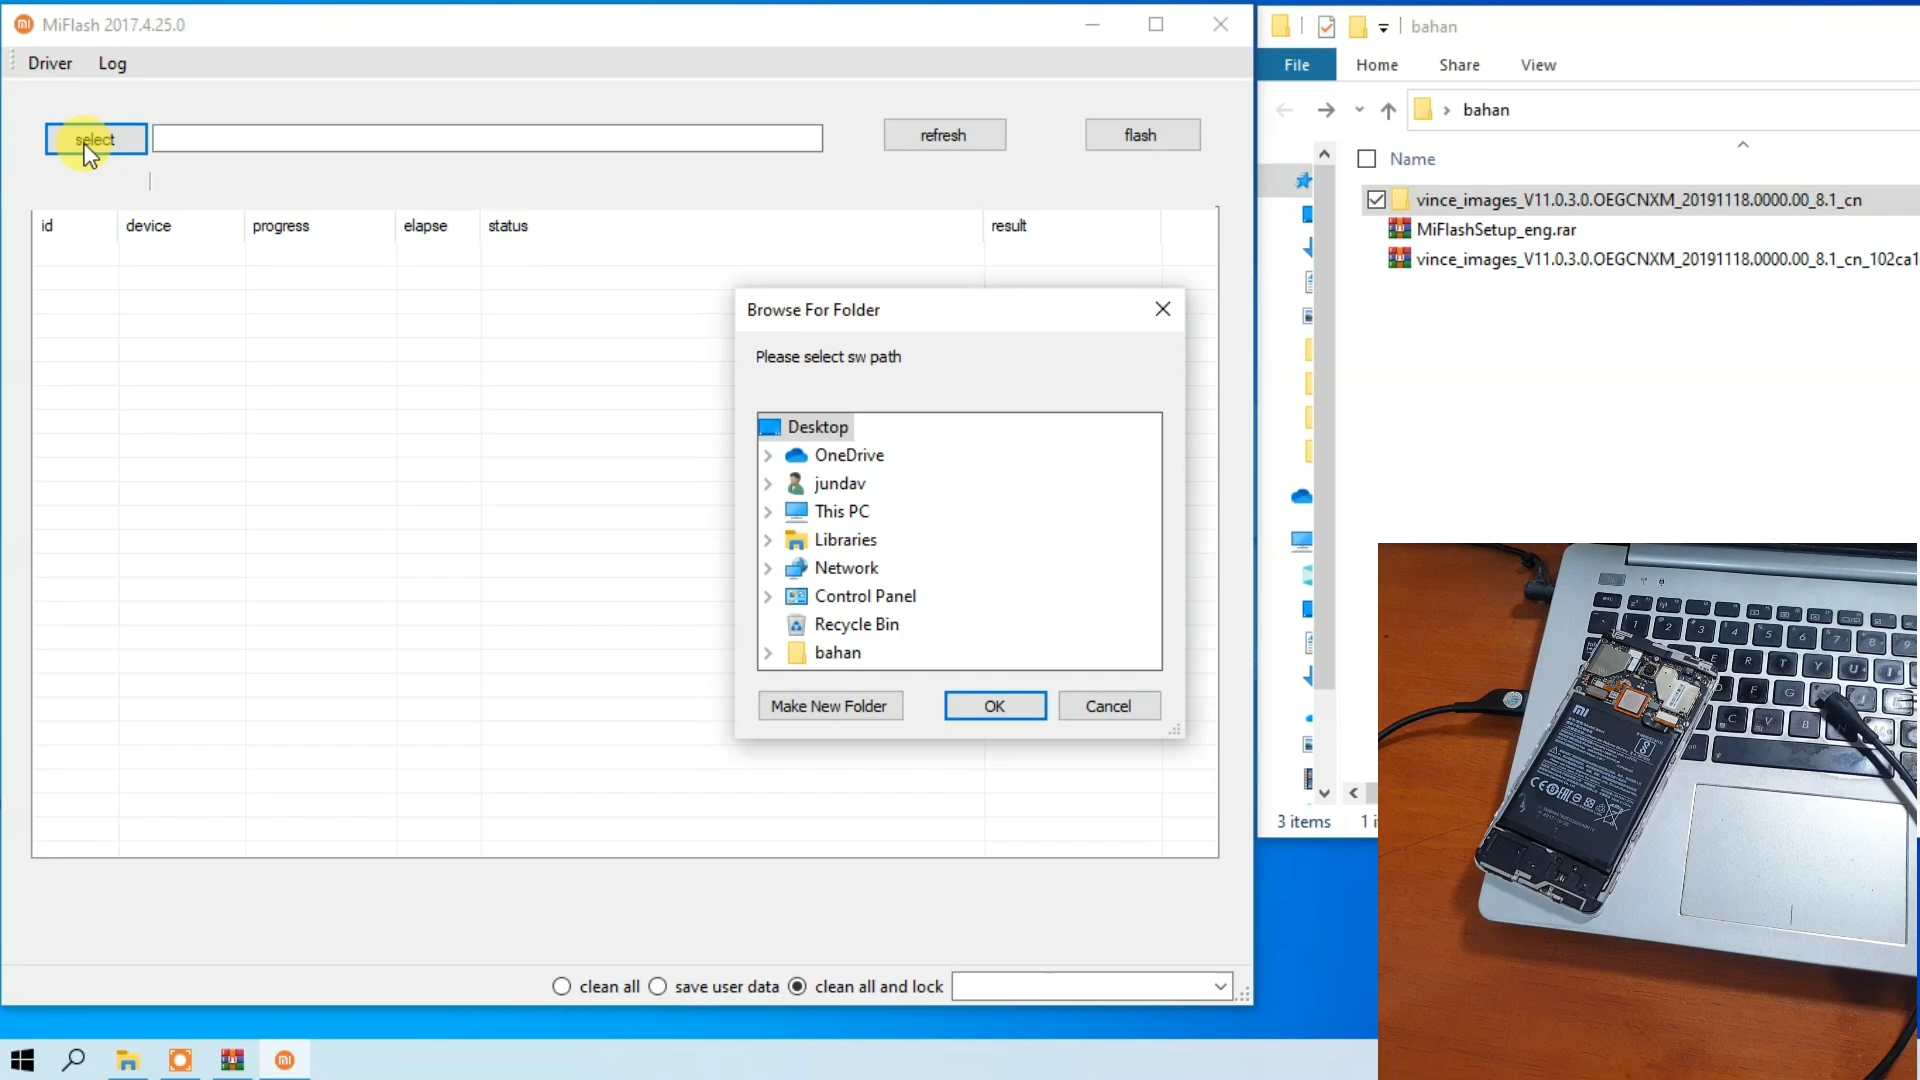 MiFlash 2017.4.25.0
Driver Log
select
refresh
flash
id device progress elapse status result
Browse For Folder
Please select sw path
Desktop
OneDrive
jundav
This PC
Libraries
Network
Control Panel
Recycle Bin
bahan
Make New Folder
OK
Cancel
clean all
save user data
clean all and lock
bahan
File Home Share View
bahan
Name
vince_images_V11.0.3.0.OEGCNXM_20191118.0000.00_8.1_cn
MiFlashSetup_eng.rar
vince_images_V11.0.3.0.OEGCNXM_20191118.0000.00_8.1_cn_102ca1
3 items